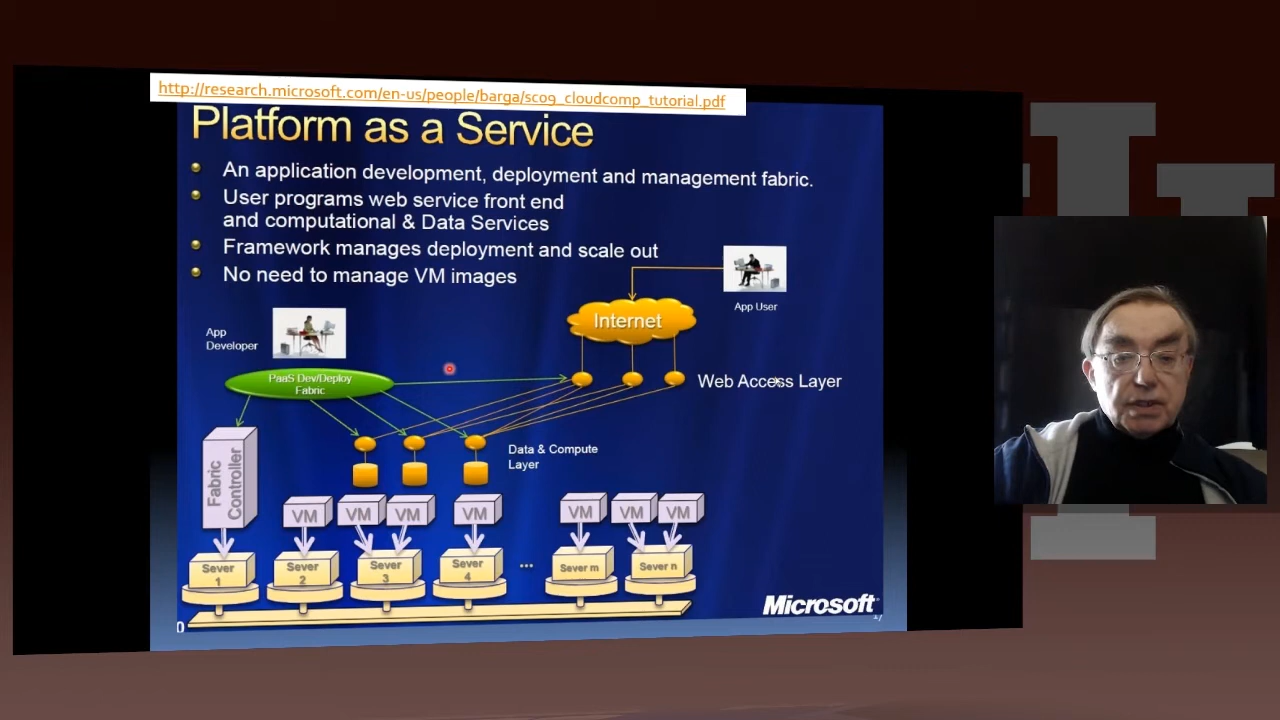 http://research.microsoft.com/en-us/people/barga/sc09_cloudcomp_tutorial.pdf
Platform as a Service
An application development, deployment and management fabric.
User programs web service front end
and computational & Data Services
Framework manages deployment and scale out
No need to manage VM images
App User
Internet
App
Developer
PaaS Dev/Deploy
Fabric
Web Access Layer
Data & Compute
Layer
Fabric
Controller
VM
VM
VM
VM
VM
VM
VM
Sever
1
Sever
2
Sever
3
Sever
4
...
Sever m
Sever n
Microsoft
0
17